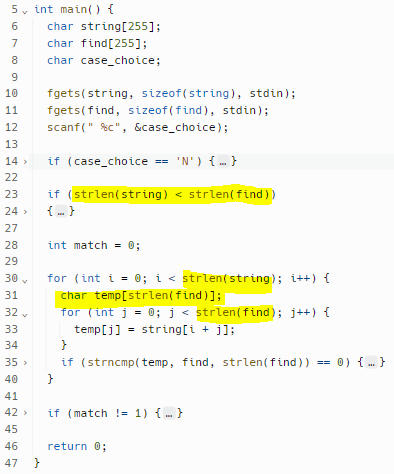 5 int main() {
6 char string[255];
7 char find[255];
8 char case_choice;
9
10 fgets(string, sizeof(string), stdin);
11 fgets(find, sizeof(find), stdin);
12 scanf(" %c", &case_choice);
13
14 if (case_choice == 'N') {…}
22
23 if (strlen(string) < strlen(find))
24 {…}
27
28 int match = 0;
29
30 for (int i = 0; i < strlen(string); i++) {
31 char temp[strlen(find)];
32 for (int j = 0; j < strlen(find); j++) {
33 temp[j] = string[i + j];
34 }
35 if (strncmp(temp, find, strlen(find)) == 0) {…}
40 }
41
42 if (match != 1) {…}
45
46 return 0;
47 }